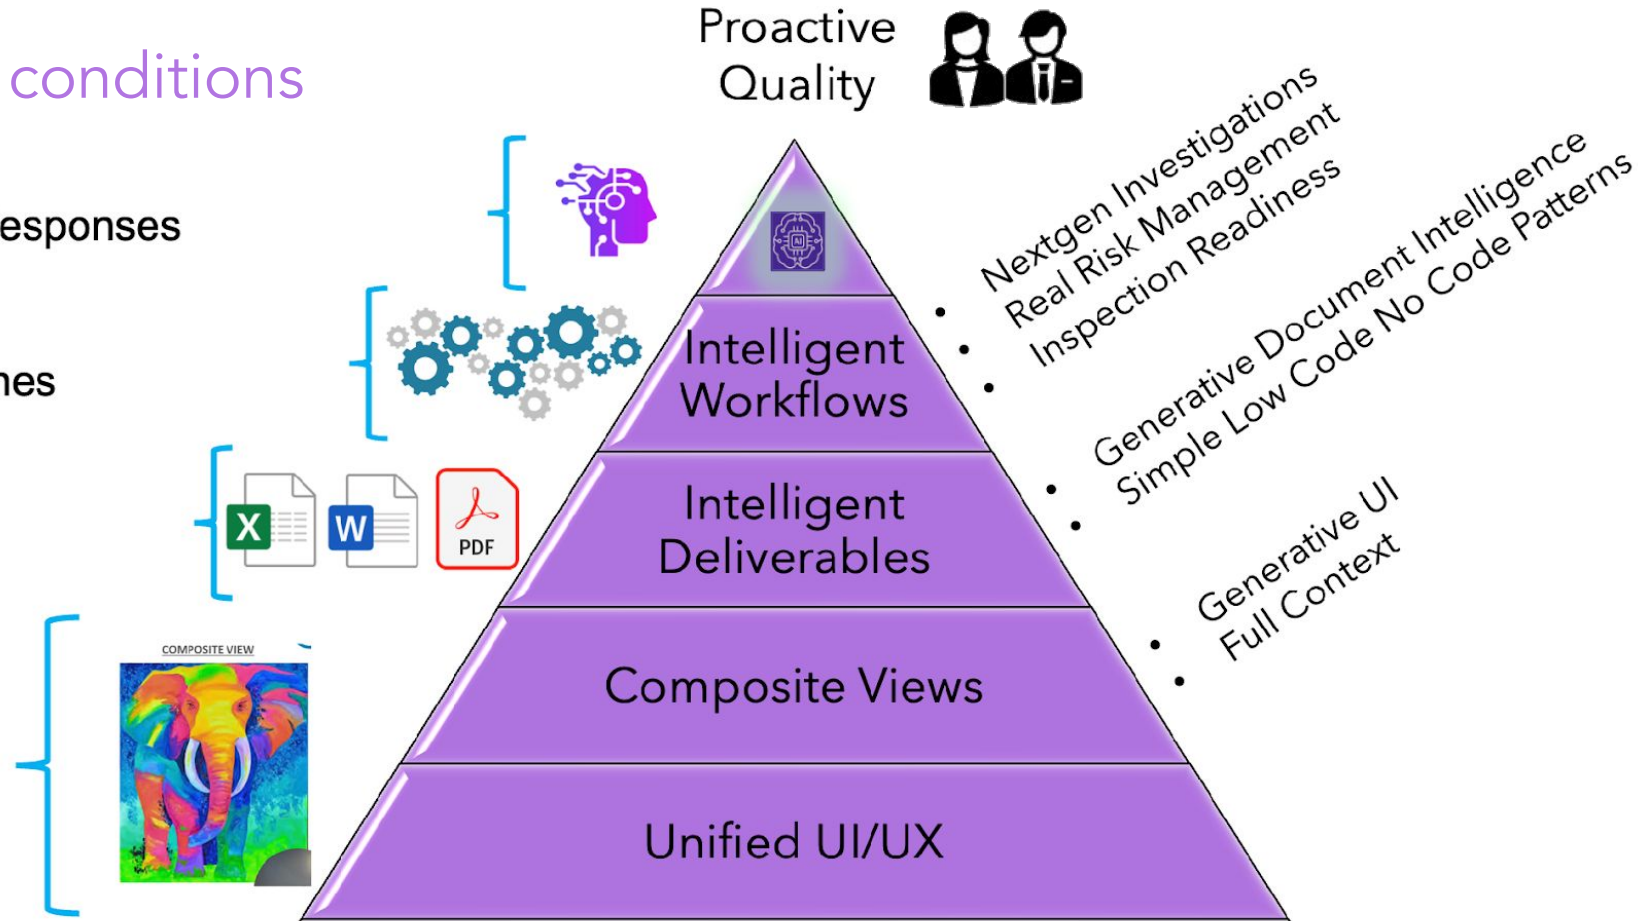 conditions
Proactive
Quality
esponses
nes
AI
Nextgen Investigations
Real Risk Management
Inspection Readiness
Intelligent
Workflows
Generative Document Intelligence
Simple Low Code No Code Patterns
X
W
PDF
Intelligent
Deliverables
Generative UI
Full Context
COMPOSITE VIEW
Composite Views
Unified UI/UX